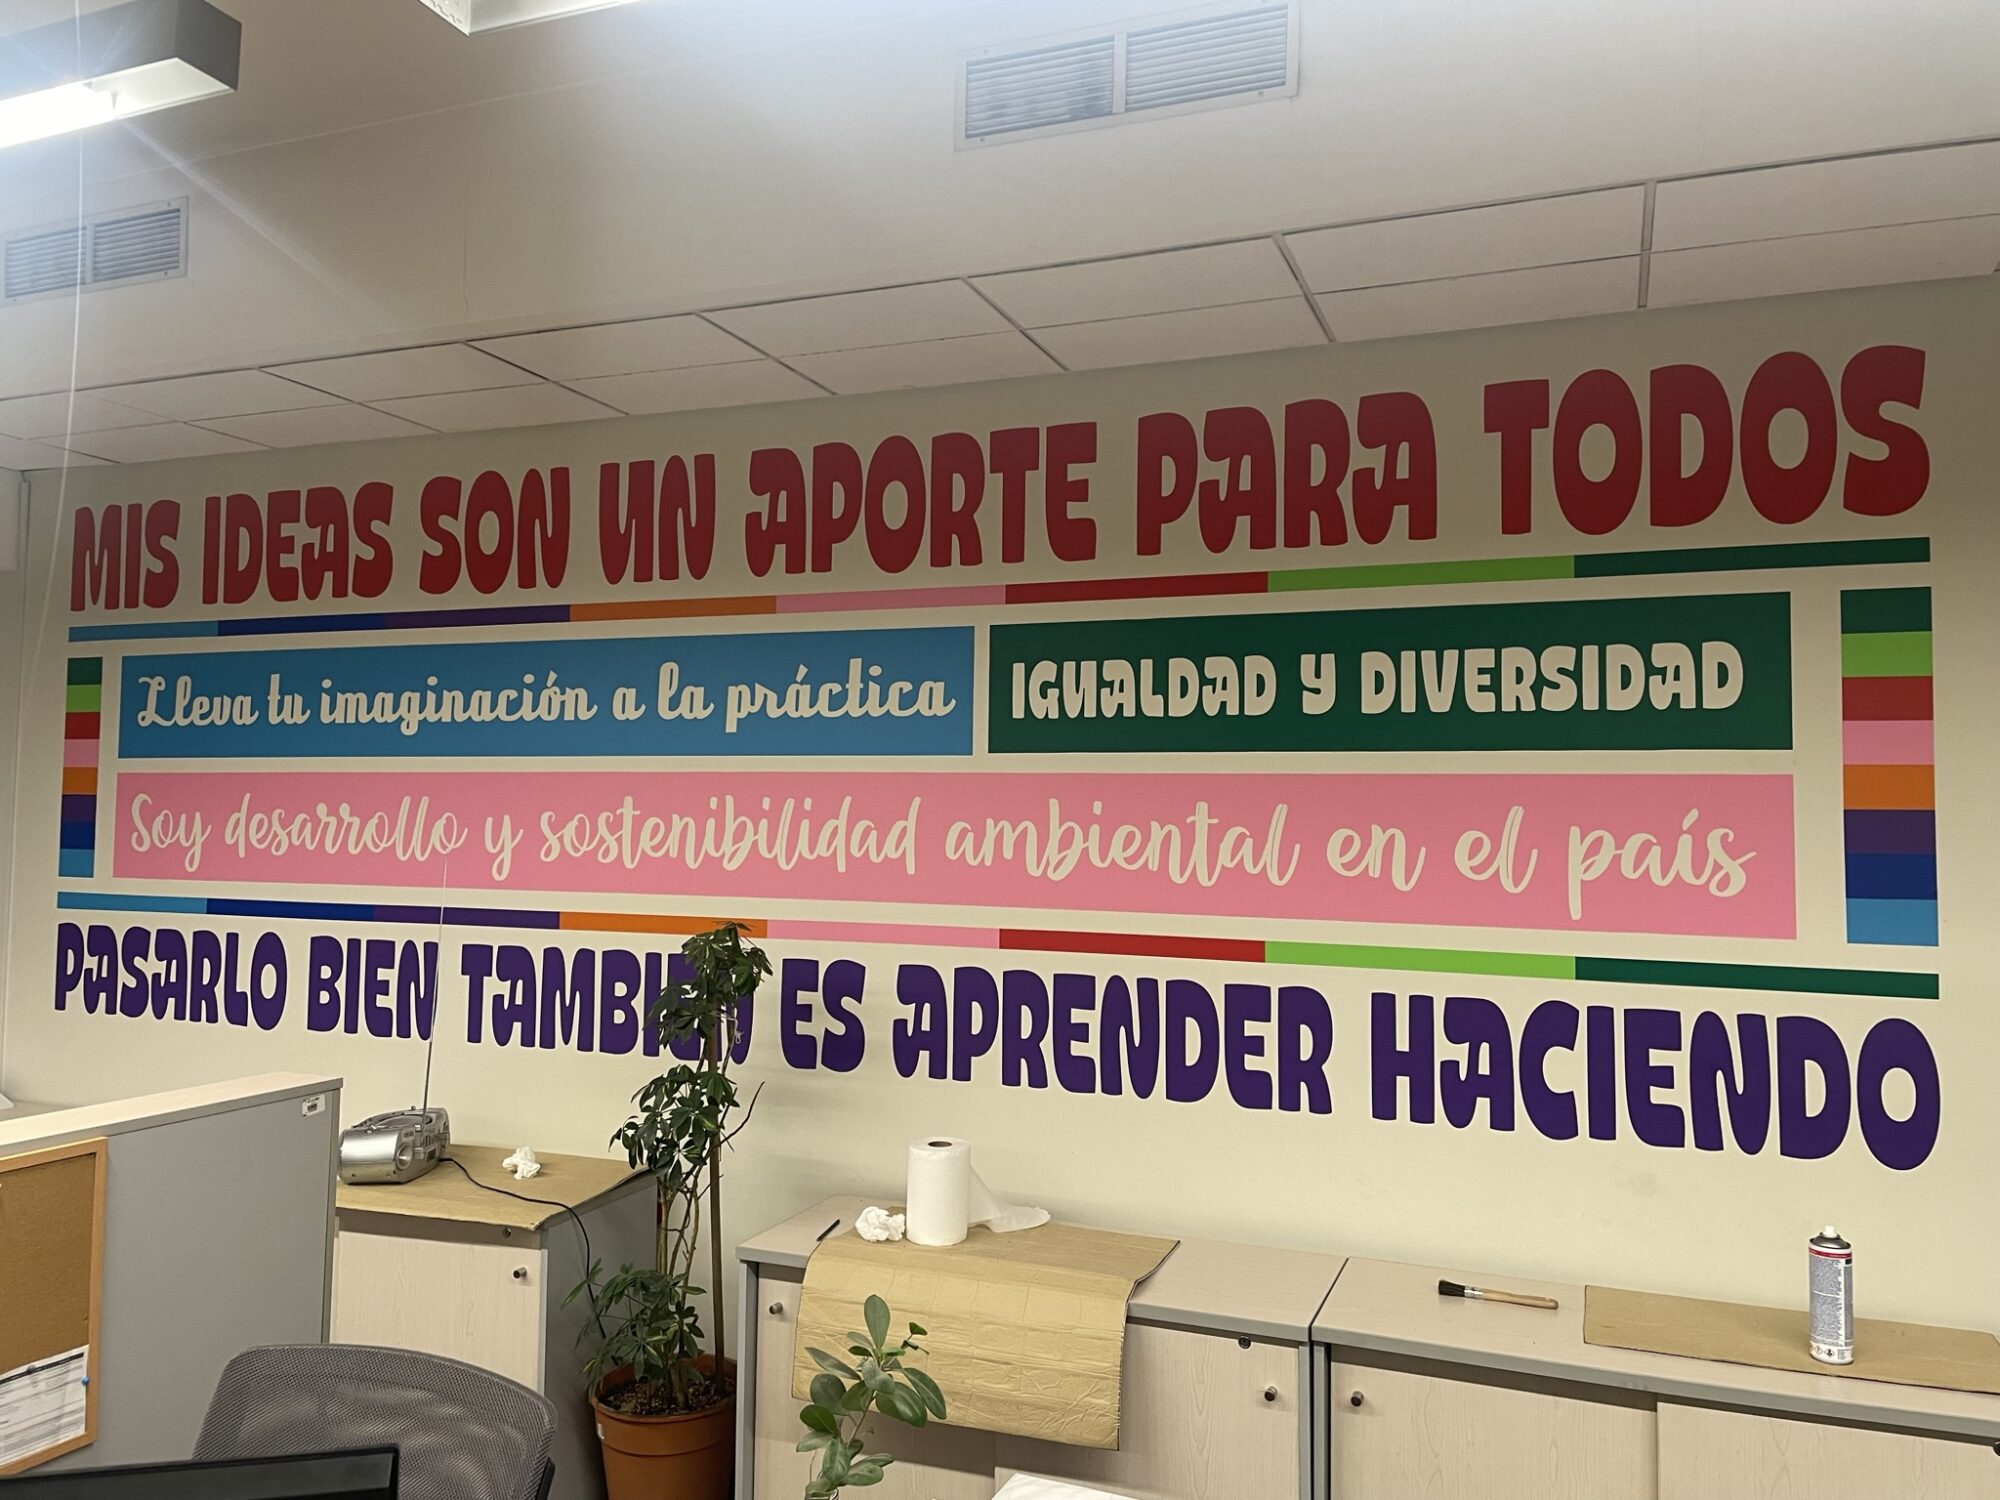 MIS IDEAS SON UN APORTE PARA TODOS
Lleva tu imaginación a la práctica
IGUALDAD Y DIVERSIDAD
Soy desarrollo y sostenibilidad ambiental en el país
PASARLO BIEN TAMBIEN ES APRENDER HACIENDO